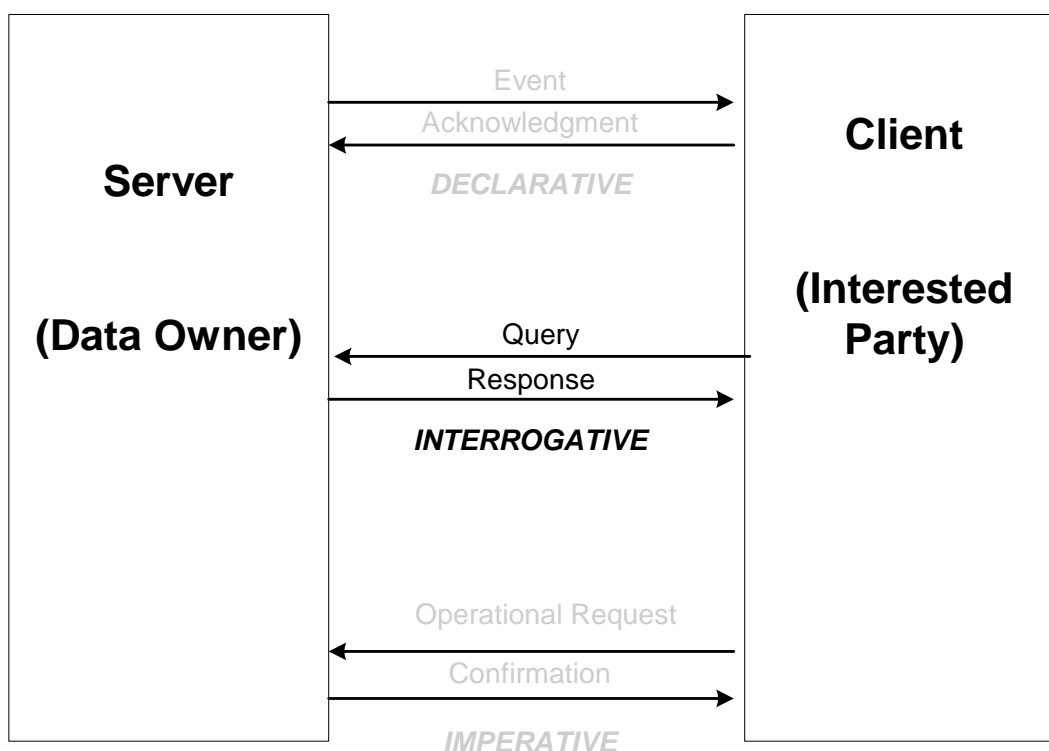 Server
(Data Owner)
Event
Acknowledgment
DECLARATIVE
Query
Response
INTERROGATIVE
Operational Request
Confirmation
IMPERATIVE
Client
(Interested
Party)